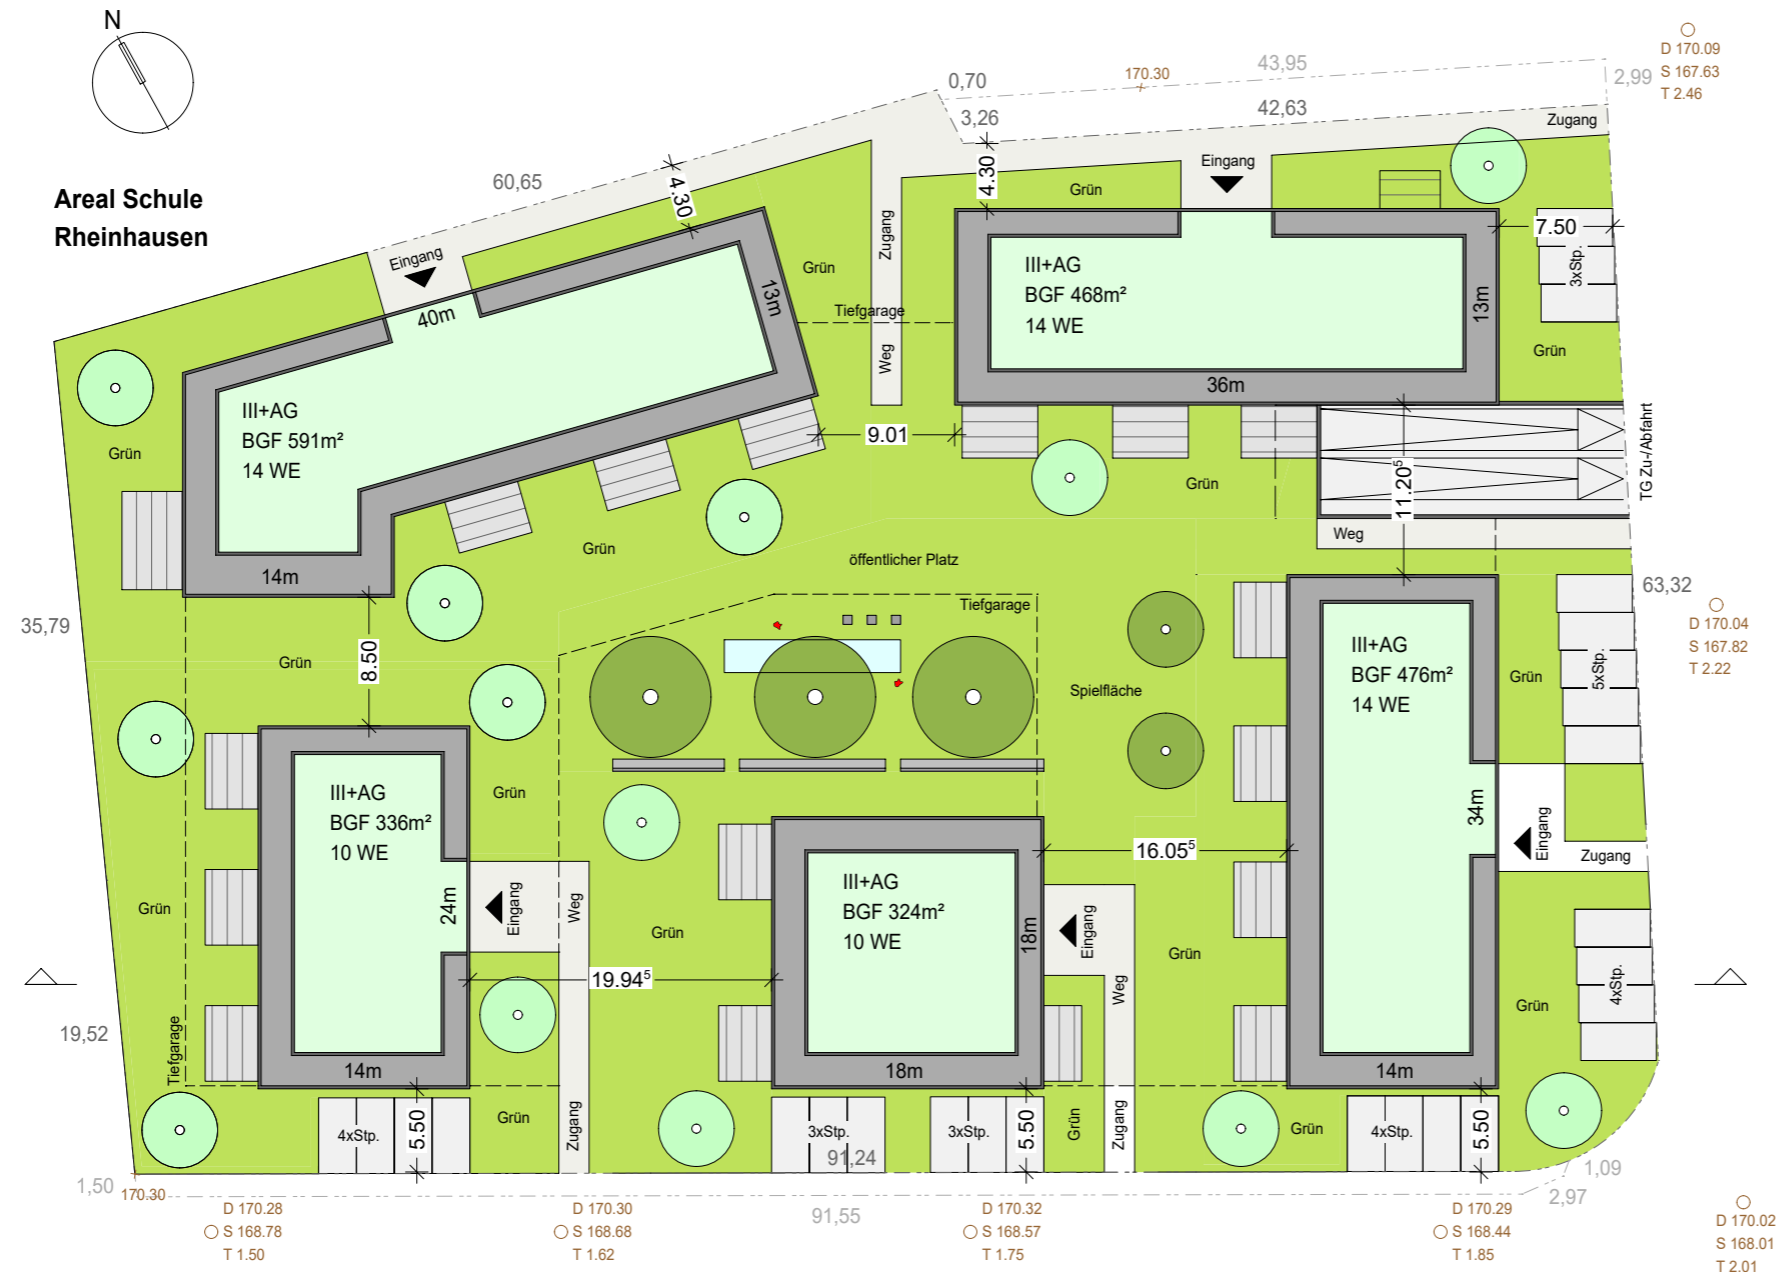 N
Areal Schule
Rheinhausen
0,70
43,95
170.30
2,99
D 170.09
S 167.63
T 2.46
3,26
42,63
Zugang
60,65
4.30
4.30
Eingang
Grün
Eingang
40m
13m
Grün
Zugang
Tiefgarage
Weg
III+AG
BGF 468m²
14 WE
13m
36m
7.50
3xStp.
Grün
III+AG
BGF 591m²
14 WE
14m
Grün
9.01
Grün
11.20⁵
TG Zu-/Abfahrt
Weg
Grün
öffentlicher Platz
Tiefgarage
35,79
Grün
8.50
Spielfläche
III+AG
BGF 476m²
14 WE
34m
14m
Grün
5xStp.
63,32
D 170.04
S 167.82
T 2.22
III+AG
BGF 336m²
10 WE
24m
14m
Grün
Eingang
Weg
Grün
Grün
19.94⁵
III+AG
BGF 324m²
10 WE
18m
18m
16.05⁵
Eingang
Weg
Grün
Eingang
Zugang
Grün
4xStp.
19,52
Tiefgarage
4xStp.
5.50
Grün
Zugang
3xStp.
91,24
3xStp.
5.50
Grün
Zugang
Grün
4xStp.
5.50
1,09
2,97
1,50
170.30
D 170.28
S 168.78
T 1.50
D 170.30
S 168.68
T 1.62
91,55
D 170.32
S 168.57
T 1.75
D 170.29
S 168.44
T 1.85
D 170.02
S 168.01
T 2.01